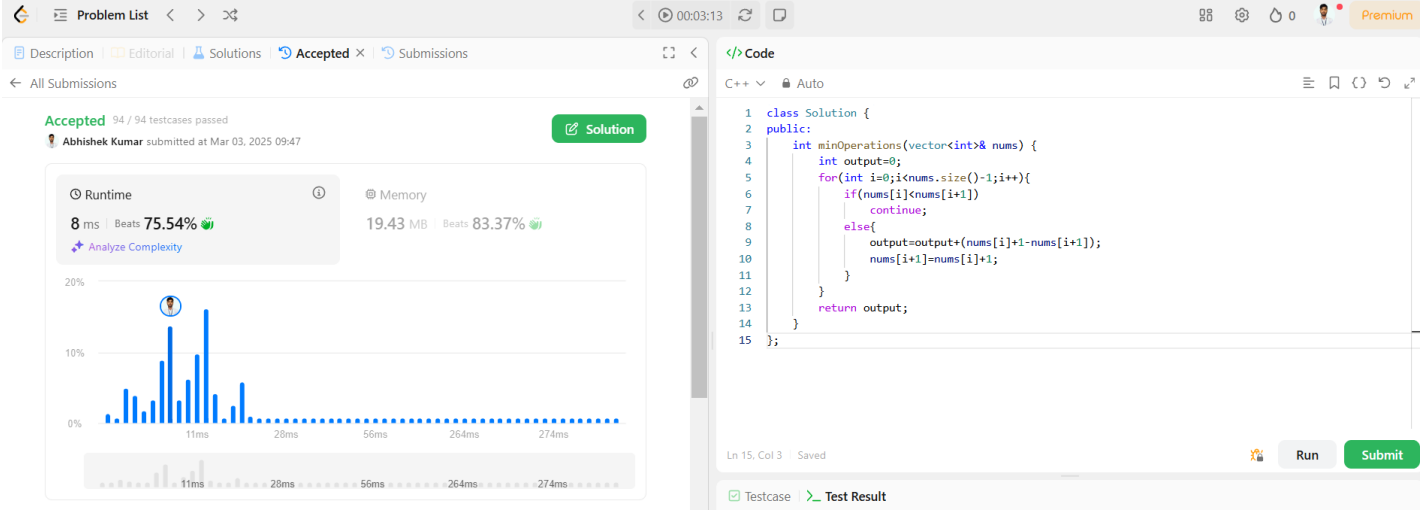 Problem List
00:03:13
0
Premium
Description
Editorial
Solutions
Accepted
Submissions
All Submissions
Accepted 94 / 94 testcases passed
Abhishek Kumar submitted at Mar 03, 2025 09:47
Solution
Runtime
8 ms Beats 75.54%
Analyze Complexity
Memory
19.43 MB Beats 83.37%
20%
10%
0%
11ms 28ms 56ms 264ms 274ms
11ms 28ms 56ms 264ms 274ms
</> Code
C++ Auto
1 class Solution {
2 public:
3 int minOperations(vector<int>& nums) {
4 int output=0;
5 for(int i=0;i<nums.size()-1;i++){
6 if(nums[i]<nums[i+1])
7 continue;
8 else{
9 output=output+(nums[i]+1-nums[i+1]);
10 nums[i+1]=nums[i]+1;
11 }
12 }
13 return output;
14 }
15 };
Ln 15, Col 3 Saved
Run
Submit
Testcase
Test Result